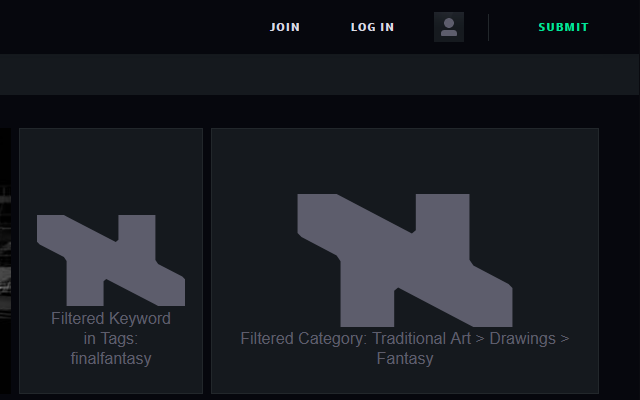 JOIN LOG IN SUBMIT
Filtered Keyword
in Tags:
finalfantasy
Filtered Category: Traditional Art > Drawings >
Fantasy